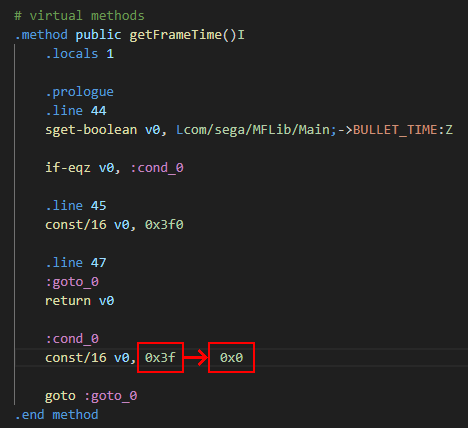 # virtual methods
.method public getFrameTime()I
.locals 1
.prologue
.line 44
sget-boolean v0, Lcom/sega/MFLib/Main;->BULLET_TIME:Z
if-eqz v0, :cond_0
.line 45
const/16 v0, 0x3f0
.line 47
:goto_0
return v0
:cond_0
const/16 v0, 0x3f 0x0
goto :goto_0
.end method